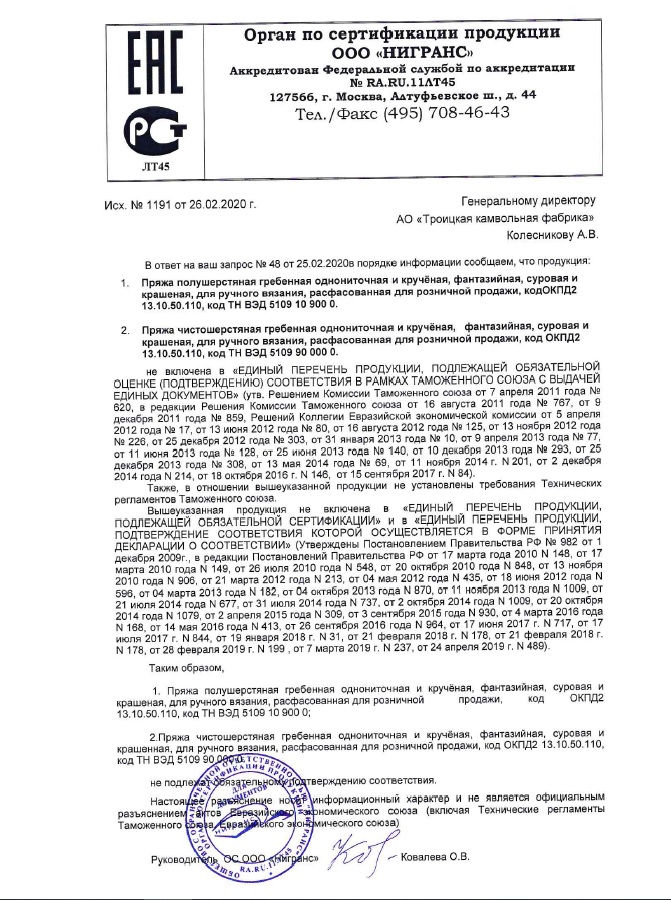 ЕАС
Орган по сертификации продукции
ООО «НИГРАНС»
Аккредитован Федеральной службой по аккредитации
№ RA.RU.11ЛТ45
127566, г. Москва, Алтуфьевское ш., д. 44
Тел./Факс (495) 708-46-43
РСТ
ЛТ45
Исх. № 1191 от 26.02.2020 г.
Генеральному директору
АО «Троицкая камвольная фабрика»
Колесникову А.В.
В ответ на ваш запрос № 48 от 25.02.2020в порядке информации сообщаем, что продукция:
1. Пряжа полушерстяная гребенная однониточная и кручёная, фантазийная, суровая и
крашеная, для ручного вязания, расфасованная для розничной продажи, кодОКПД2
13.10.50.110, код ТН ВЭД 5109 10 900 0.
2. Пряжа чистошерстяная гребенная однониточная и кручёная, фантазийная, суровая и
крашеная, для ручного вязания, расфасованная для розничной продажи, код ОКПД2
13.10.50.110, код ТН ВЭД 5109 90 000 0.
не включена в «ЕДИНЫЙ ПЕРЕЧЕНЬ ПРОДУКЦИИ, ПОДЛЕЖАЩЕЙ ОБЯЗАТЕЛЬНОЙ
ОЦЕНКЕ (ПОДТВЕРЖДЕНИЮ) СООТВЕТСТВИЯ В РАМКАХ ТАМОЖЕННОГО СОЮЗА С ВЫДАЧЕЙ
ЕДИНЫХ ДОКУМЕНТОВ» (утв. Решением Комиссии Таможенного союза от 7 апреля 2011 года №
620, в редакции Решения Комиссии Таможенного союза от 16 августа 2011 года № 767, от 9
декабря 2011 года № 859, Решений Коллегии Евразийской экономической комиссии от 5 апреля
2012 года № 17, от 13 июня 2012 года № 80, от 16 августа 2012 года № 125, от 13 ноября 2012 года
№ 226, от 25 декабря 2012 года № 303, от 31 января 2013 года № 10, от 9 апреля 2013 года № 77,
от 11 июня 2013 года № 128, от 25 июня 2013 года № 140, от 10 декабря 2013 года № 293, от 25
декабря 2013 года № 308, от 13 мая 2014 года № 69, от 11 ноября 2014 г. N 201, от 2 декабря
2014 года N 214, от 18 октября 2016 г. N 146, от 15 сентября 2017 г. N 84).
Также, в отношении вышеуказанной продукции не установлены требования Технических
регламентов Таможенного союза.
Вышеуказанная продукция не включена в «ЕДИНЫЙ ПЕРЕЧЕНЬ ПРОДУКЦИИ,
ПОДЛЕЖАЩЕЙ ОБЯЗАТЕЛЬНОЙ СЕРТИФИКАЦИИ» и в «ЕДИНЫЙ ПЕРЕЧЕНЬ ПРОДУКЦИИ,
ПОДТВЕРЖДЕНИЕ СООТВЕТСТВИЯ КОТОРОЙ ОСУЩЕСТВЛЯЕТСЯ В ФОРМЕ ПРИНЯТИЯ
ДЕКЛАРАЦИИ О СООТВЕТСТВИИ» (Утверждены Постановлением Правительства РФ № 982 от 1
декабря 2009г., в редакции Постановлений Правительства РФ от 17 марта 2010 N 148, от 17
марта 2010 года N 149, от 26 июля 2010 N 548, от 20 октября 2010 N 848, от 13 ноября
2010 года N 906, от 21 марта 2012 года N 213, от 04 мая 2012 N 435, от 18 июня 2012 года N
596, от 04 марта 2013 года N 182, от 04 октября 2013 года N 870, от 11 ноября 2013 N 1009, от
21 июля 2014 года N 677, от 31 июля 2014 года N 737, от 2 октября 2014 года N 1009, от 20 октября
2014 года N 1079, от 2 апреля 2015 года N 309, от 3 сентября 2015 года N 930, от 4 марта 2016 года
N 168, от 14 мая 2016 года N 413, от 26 сентября 2016 года N 964, от 17 июня 2017 г. N 717, от 17
июля 2017 г. N 844, от 19 января 2018 г. N 31, от 21 февраля 2018 г. N 178, от 21 февраля 2018 г.
N 178, от 28 февраля 2019 г. N 199 , от 7 марта 2019 г. N 237, от 24 апреля 2019 г. N 489).
Таким образом,
1. Пряжа полушерстяная гребенная однониточная и кручёная, фантазийная, суровая и
крашеная, для ручного вязания, расфасованная для розничной продажи, код ОКПД2
13.10.50.110, код ТН ВЭД 5109 10 900 0;
2.Пряжа чистошерстяная гребенная однониточная и кручёная, фантазийная, суровая и
крашенная, для ручного вязания, расфасованная для розничной продажи, код ОКПД2 13.10.50.110,
код ТН ВЭД 5109 90 000 0.
не подлежат обязательному подтверждению соответствия.
Настоящее разъяснение носит информационный характер и не является официальным
разъяснением актов Евразийского экономического союза (включая Технические регламенты
Таможенного союза, Евразийского экономического союза)
Руководитель ОС ООО «Нигранс»
Ковалева О.В.
ДЛЯ
ДОКУМЕНТОВ
RA.RU.11ЛТ45